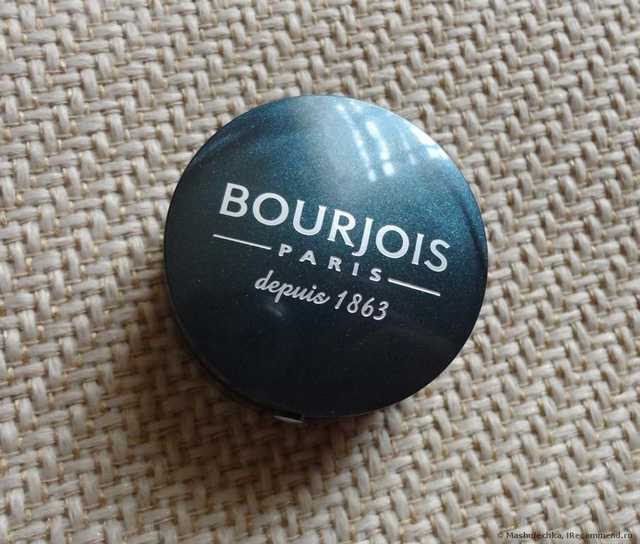 BOURJOIS
PARIS
depuis 1863
© Mashulechka, iRecommend.ru